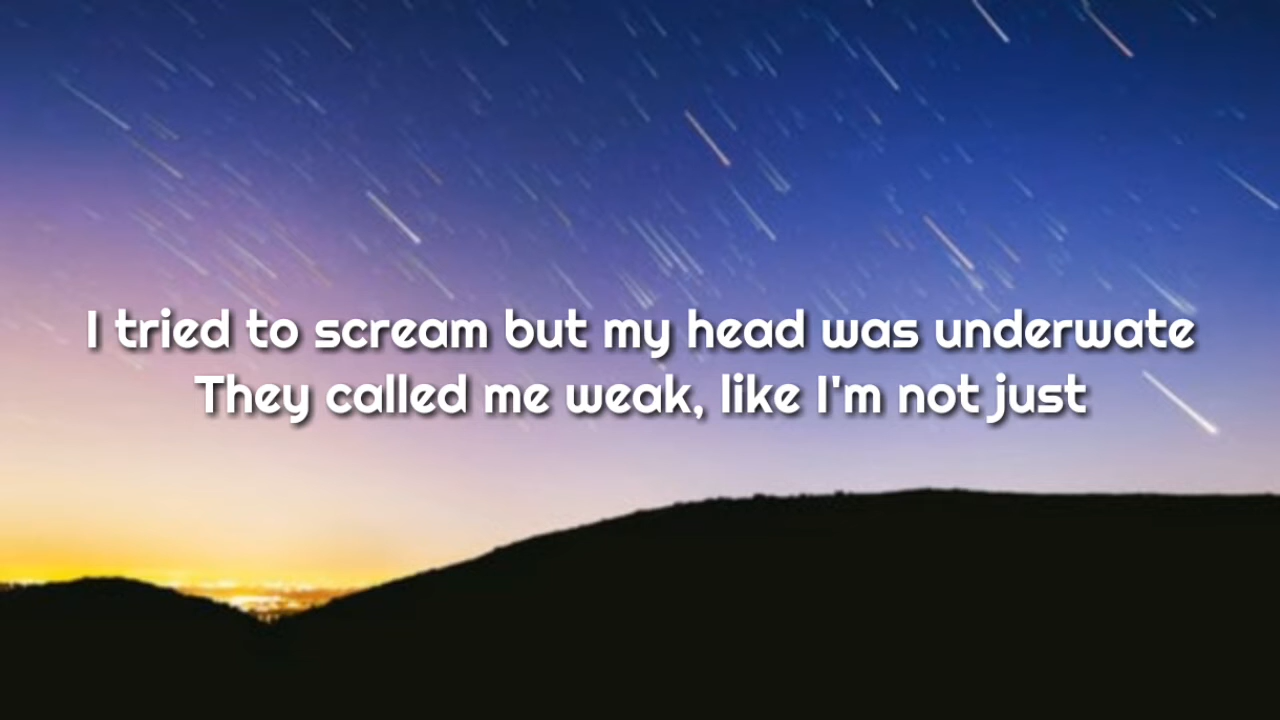 I tried to scream but my head was underwate
They called me weak, like I'm not just